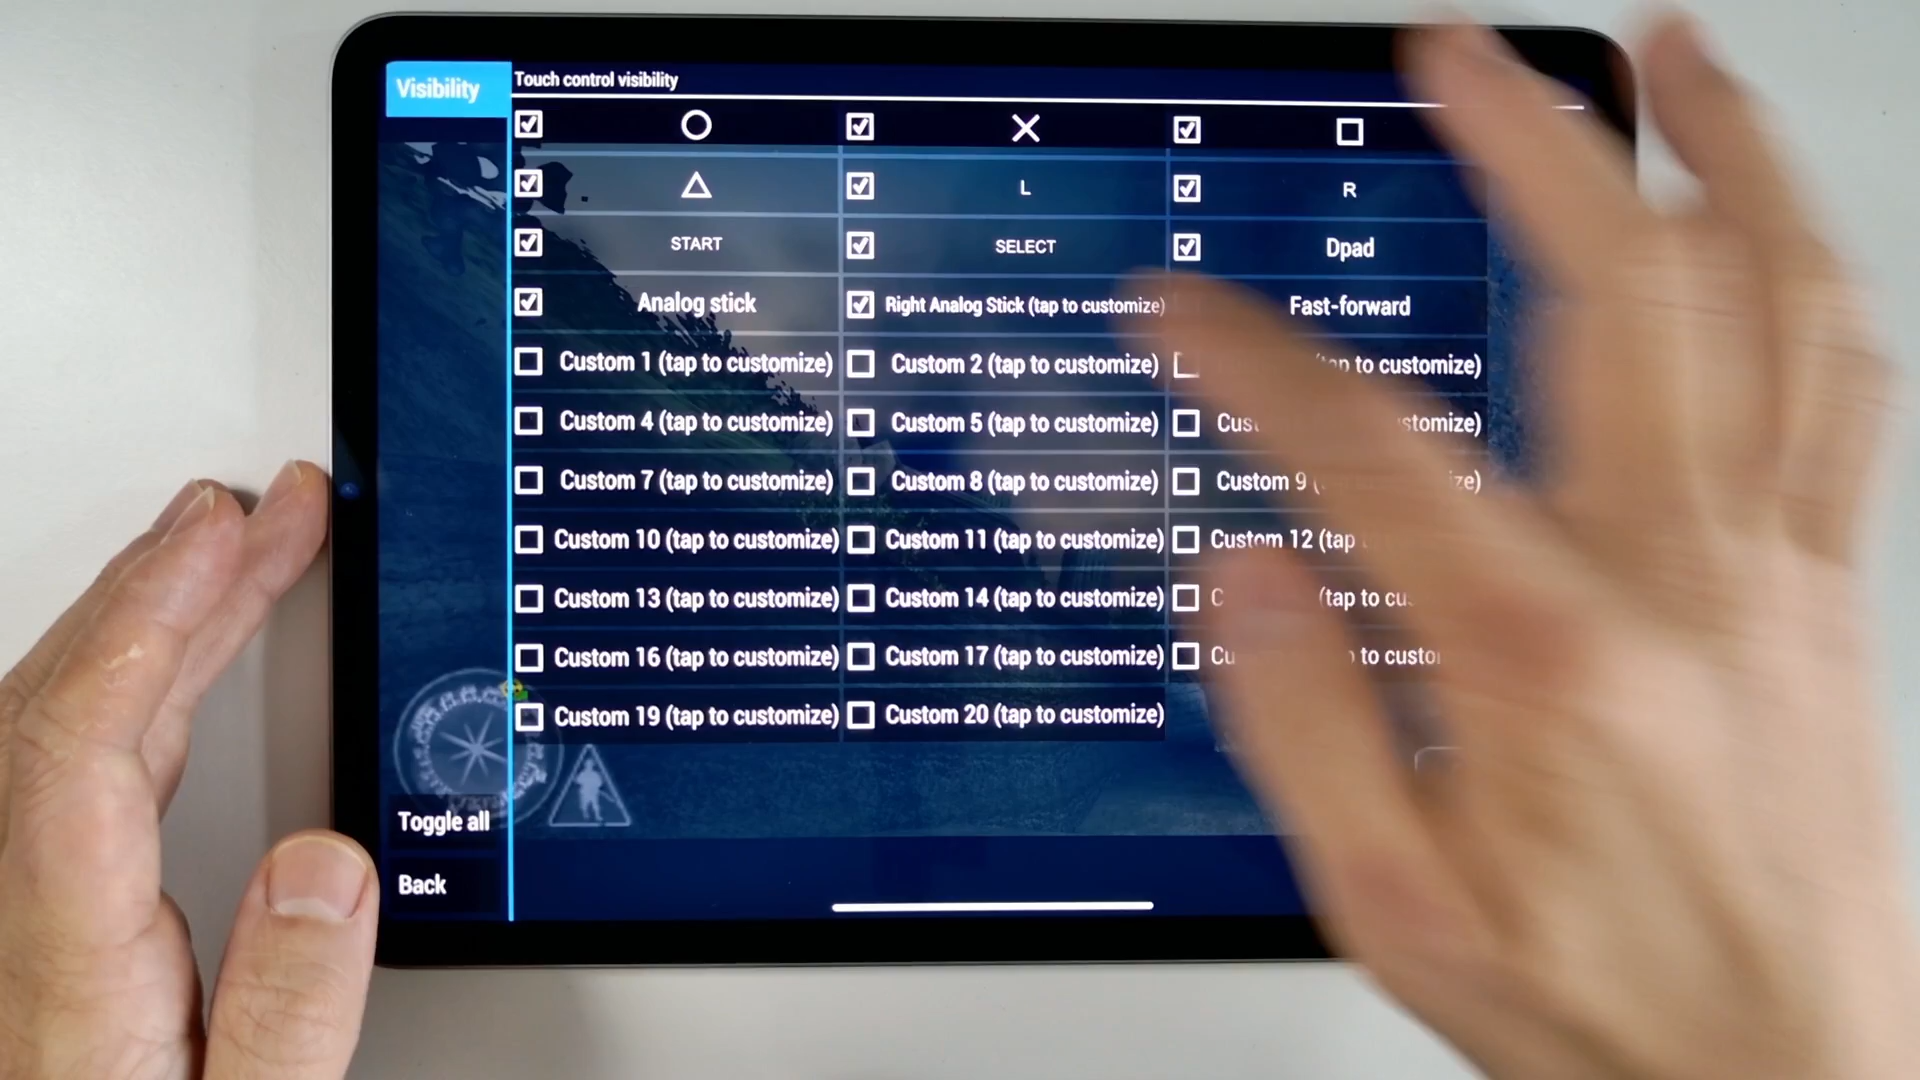 Visibility
Touch control visibility
L
R
START
SELECT
Dpad
Analog stick
Right Analog Stick (tap to customize)
Fast-forward
Custom 1 (tap to customize)
Custom 2 (tap to customize)
to customize)
Custom 4 (tap to customize)
Custom 5 (tap to customize)
Custom 7 (tap to customize)
Custom 8 (tap to customize)
Custom 9
Custom 10 (tap to customize)
Custom 11 (tap to customize)
Custom 12 (tap
Custom 13 (tap to customize)
Custom 14 (tap to customize)
(tap to
Custom 16 (tap to customize)
Custom 17 (tap to customize)
to
Custom 19 (tap to customize)
Custom 20 (tap to customize)
Toggle all
Back